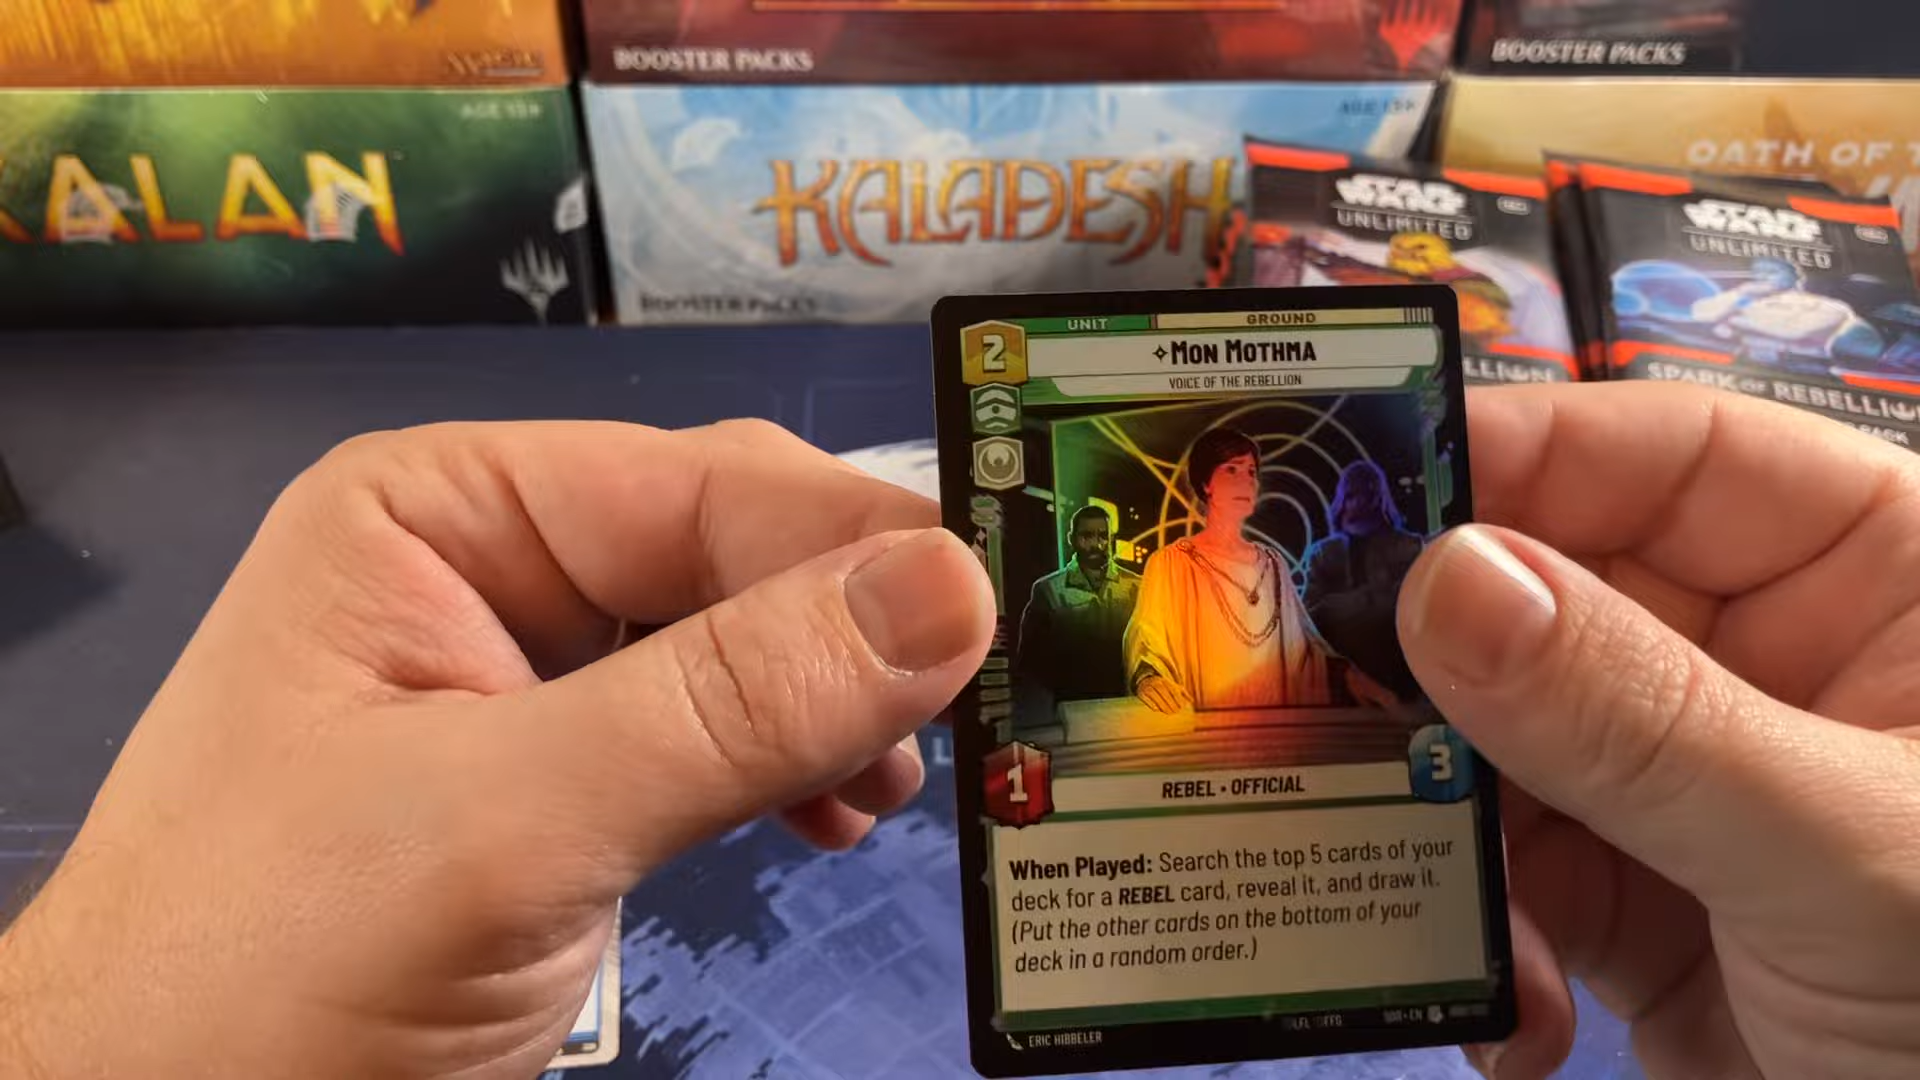 BOOSTER PACKS
BOOSTER PACKS
AGE 13+
KALAN
AGE 13+
KALADESH
BOOSTER PACKS
OATH OF
STAR WARS
UNLIMITED
STAR WARS
UNLIMITED
SPARK OF REBELLION
PACK
UNIT
GROUND
2
MON MOTHMA
VOICE OF THE REBELLION
1
REBEL • OFFICIAL
3
When Played: Search the top 5 cards of your
deck for a REBEL card, reveal it, and draw it.
(Put the other cards on the bottom of your
deck in a random order.)
ERIC HIBBELER